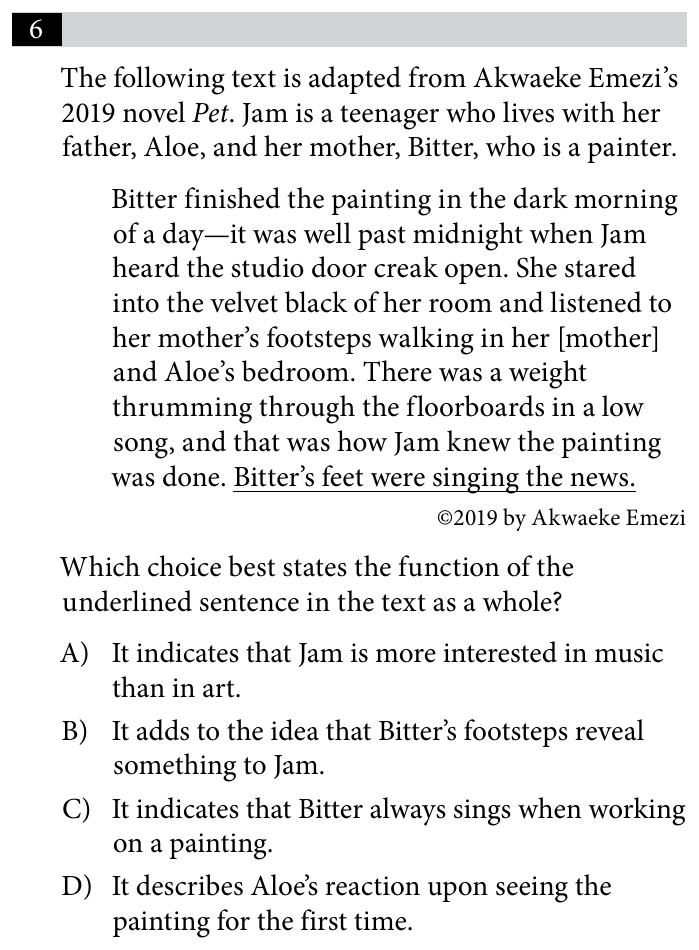 6
The following text is adapted from Akwaeke Emezi’s
2019 novel Pet. Jam is a teenager who lives with her
father, Aloe, and her mother, Bitter, who is a painter.
Bitter finished the painting in the dark morning
of a day—it was well past midnight when Jam
heard the studio door creak open. She stared
into the velvet black of her room and listened to
her mother’s footsteps walking in her [mother]
and Aloe’s bedroom. There was a weight
thrumming through the floorboards in a low
song, and that was how Jam knew the painting
was done. Bitter’s feet were singing the news.
©2019 by Akwaeke Emezi
Which choice best states the function of the
underlined sentence in the text as a whole?
A) It indicates that Jam is more interested in music
than in art.
B) It adds to the idea that Bitter’s footsteps reveal
something to Jam.
C) It indicates that Bitter always sings when working
on a painting.
D) It describes Aloe’s reaction upon seeing the
painting for the first time.